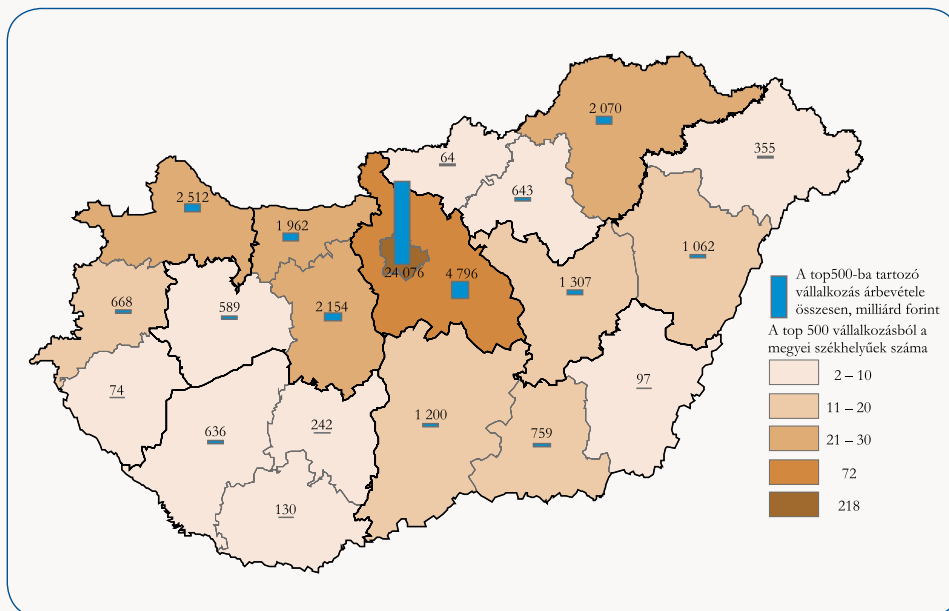 2 070
355
64
643
2 512
1 962
1 062
24 076
4 796
1 307
668
589
2 154
74
97
636
242
1 200
759
130
A top500-ba tartozó
vállalkozás árbevétele
összesen, milliárd forint
A top 500 vállalkozásból a
megyei székhelyűek száma
2 – 10
11 – 20
21 – 30
72
218